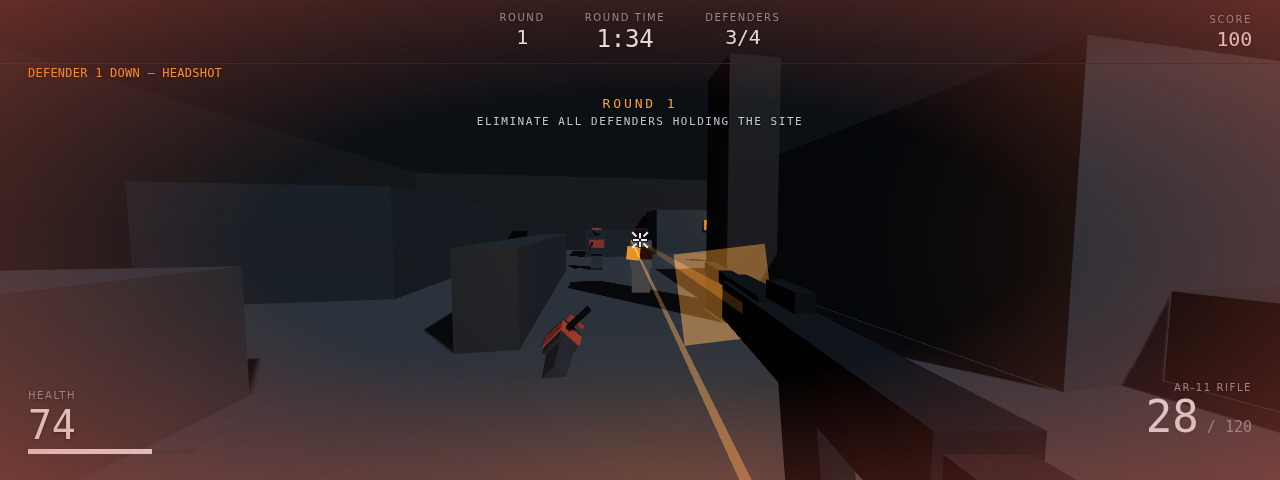 ROUND
1
ROUND TIME
1:34
DEFENDERS
3/4
SCORE
100
DEFENDER 1 DOWN — HEADSHOT
ROUND 1
ELIMINATE ALL DEFENDERS HOLDING THE SITE
HEALTH
74
AR-11 RIFLE
28 / 120